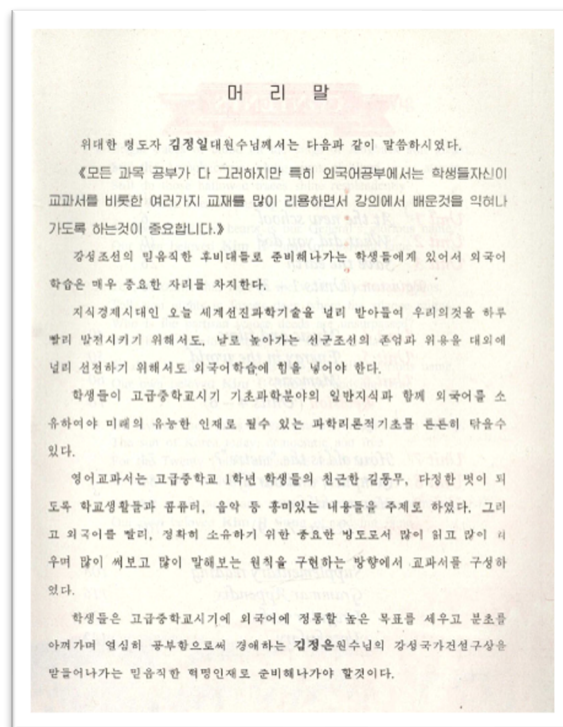 머 리 말
위대한 령도자 김정일대원수님께서는 다음과 같이 말씀하시였다.
《모든 과목 공부가 다 그러하지만 특히 외국어공부에서는 학생들자신이
교과서를 비롯한 여러가지 교재를 많이 리용하면서 강의에서 배운것을 익혀나
가도록 하는것이 중요합니다.》
강성조선의 믿음직한 후비대들로 준비해나가는 학생들에게 있어서 외국어
학습은 매우 중요한 자리를 차지한다.
지식경제시대인 오늘 세계선진과학기술을 널리 받아들여 우리의것을 하루
빨리 발전시키기 위해서도, 날로 높아가는 선군조선의 존엄과 위용을 대외에
널리 선전하기 위해서도 외국어학습에 힘을 넣어야 한다.
학생들이 고급중학교시기 기초과학분야의 일반지식과 함께 외국어를 소
유하여야 미래의 유능한 인재로 될수 있는 과학리론적기초를 튼튼히 닦을수
있다.
영어교과서는 고급중학교 1학년 학생들의 친근한 길동무, 다정한 벗이 되
도록 학교생활들과 콤퓨터, 음악 등 흥미있는 내용들을 주제로 하였다. 그리
고 외국어를 빨리, 정확히 소유하기 위한 중요한 방도로서 많이 읽고 많이 외
우며 많이 써보고 많이 말해보는 원칙을 구현하는 방향에서 교과서를 구성하
였다.
학생들은 고급중학교시기에 외국어에 정통할 높은 목표를 세우고 분초를
아껴가며 열심히 공부함으로써 경애하는 김정은원수님의 강성국가건설구상을
받들어나가는 믿음직한 혁명인재로 준비해나가야 할것이다.